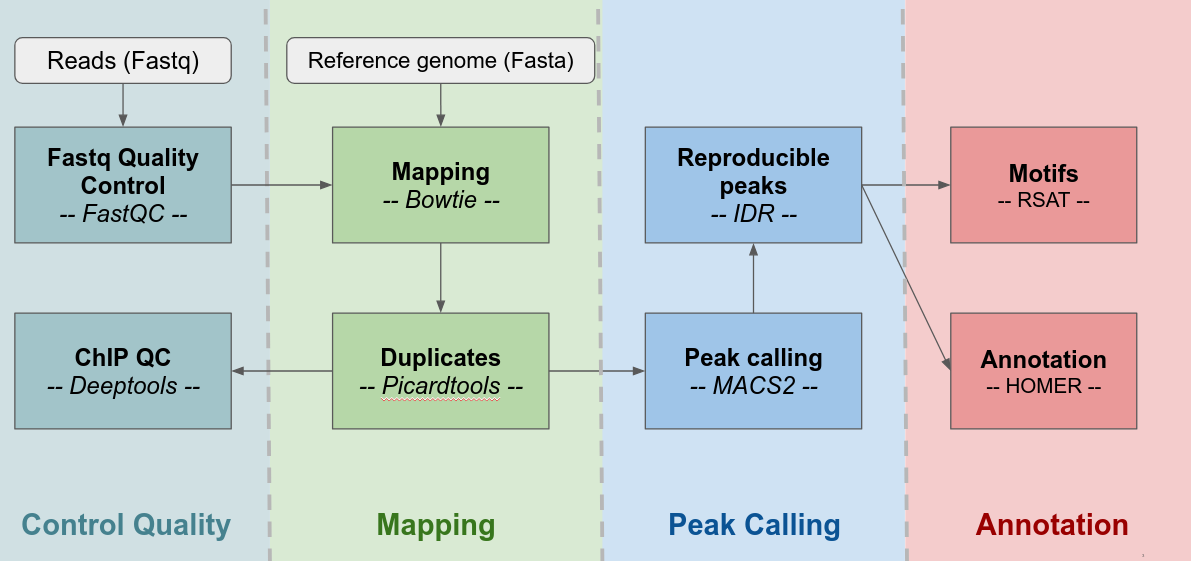 Reads (Fastq)
Reference genome (Fasta)
Fastq Quality
Control
-- FastQC --
Mapping
-- Bowtie --
Reproducible
peaks
-- IDR --
Motifs
-- RSAT --
ChIP QC
-- Deeptools --
Duplicates
-- Picardtools --
Peak calling
-- MACS2 --
Annotation
-- HOMER --
Control Quality
Mapping
Peak Calling
Annotation